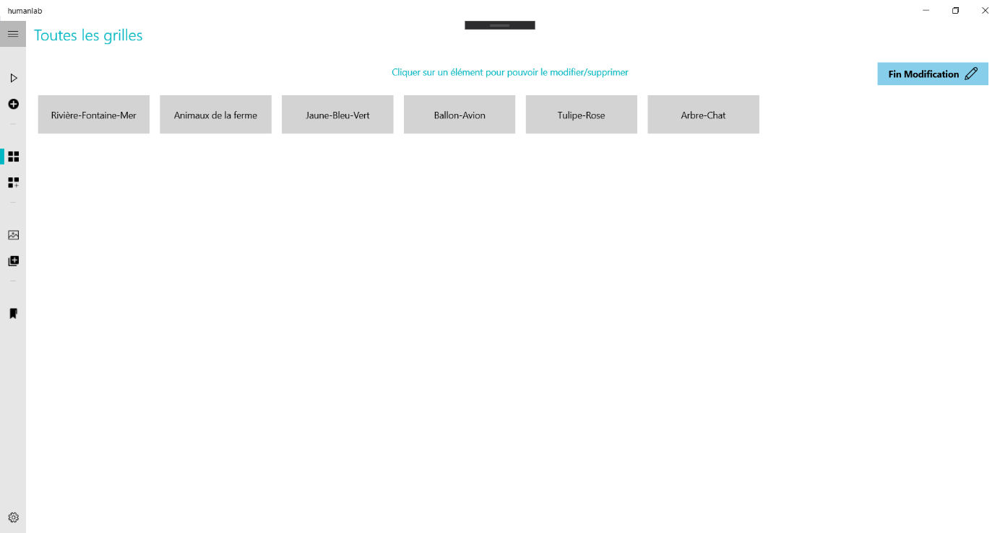 humanlab
Toutes les grilles
Cliquer sur un élément pour pouvoir le modifier/supprimer
Fin Modification
Rivière-Fontaine-Mer
Animaux de la ferme
Jaune-Bleu-Vert
Ballon-Avion
Tulipe-Rose
Arbre-Chat